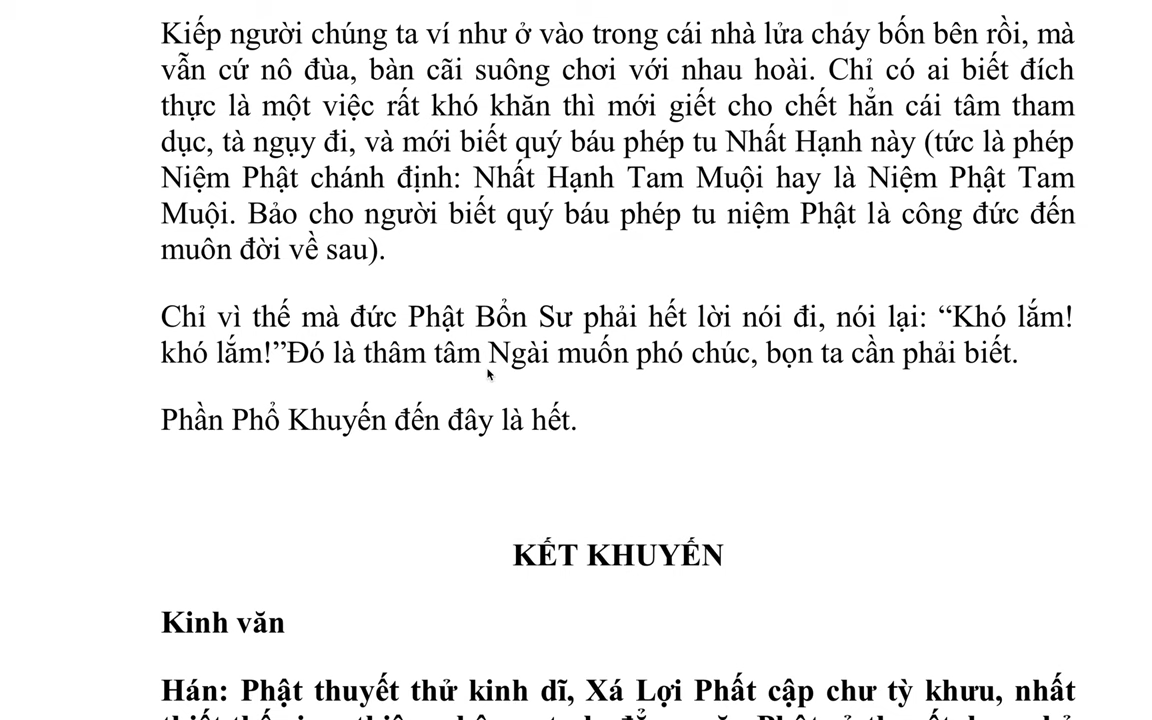 Kiếp người chúng ta ví như ở vào trong cái nhà lửa cháy bốn bên rồi, mà
vẫn cứ nô đùa, bàn cãi suông chơi với nhau hoài. Chỉ có ai biết đích
thực là một việc rất khó khăn thì mới giết cho chết hẳn cái tâm tham
dục, tà ngụy đi, và mới biết quý báu phép tu Nhất Hạnh này (tức là phép
Niệm Phật chánh định: Nhất Hạnh Tam Muội hay là Niệm Phật Tam
Muội. Bảo cho người biết quý báu phép tu niệm Phật là công đức đến
muôn đời về sau).
Chỉ vì thế mà đức Phật Bổn Sư phải hết lời nói đi, nói lại: “Khó lắm!
khó lắm!”Đó là thâm tâm Ngài muốn phó chúc, bọn ta cần phải biết.
Phần Phổ Khuyến đến đây là hết.
KẾT KHUYẾN
Kinh văn
Hán: Phật thuyết thử kinh dĩ, Xá Lợi Phất cập chư tỳ khưu, nhất